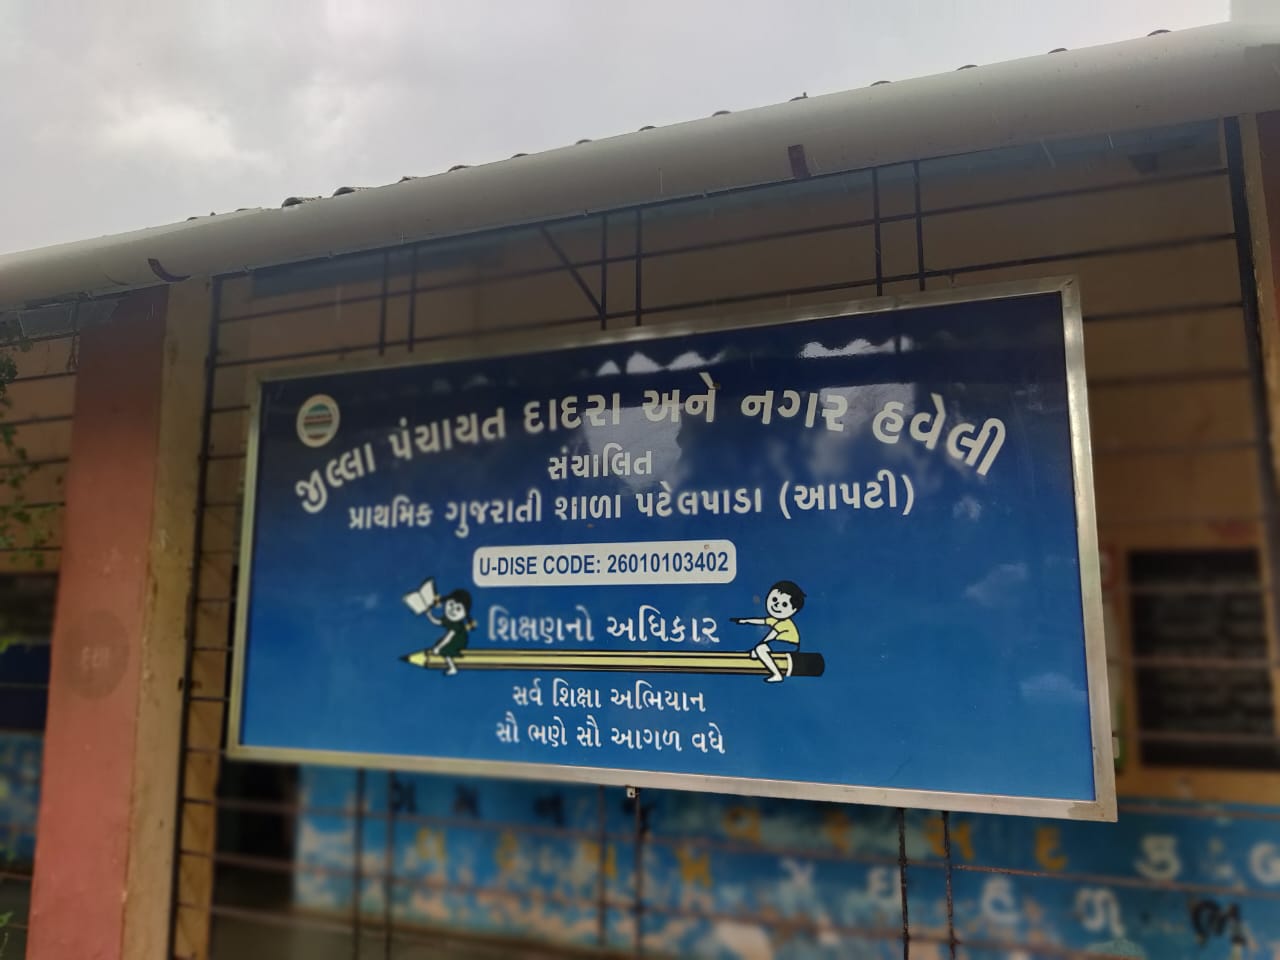 જીલ્લા પંચાયત દાદરા અને નગર હવેલી
સંચાલિત
પ્રાથમિક ગુજરાતી શાળા પટેલપાડા (આપટી)
U-DISE CODE: 26010103402
શિક્ષણનો અધિકાર
સર્વ શિક્ષા અભિયાન
સૌ ભણે સૌ આગળ વધે